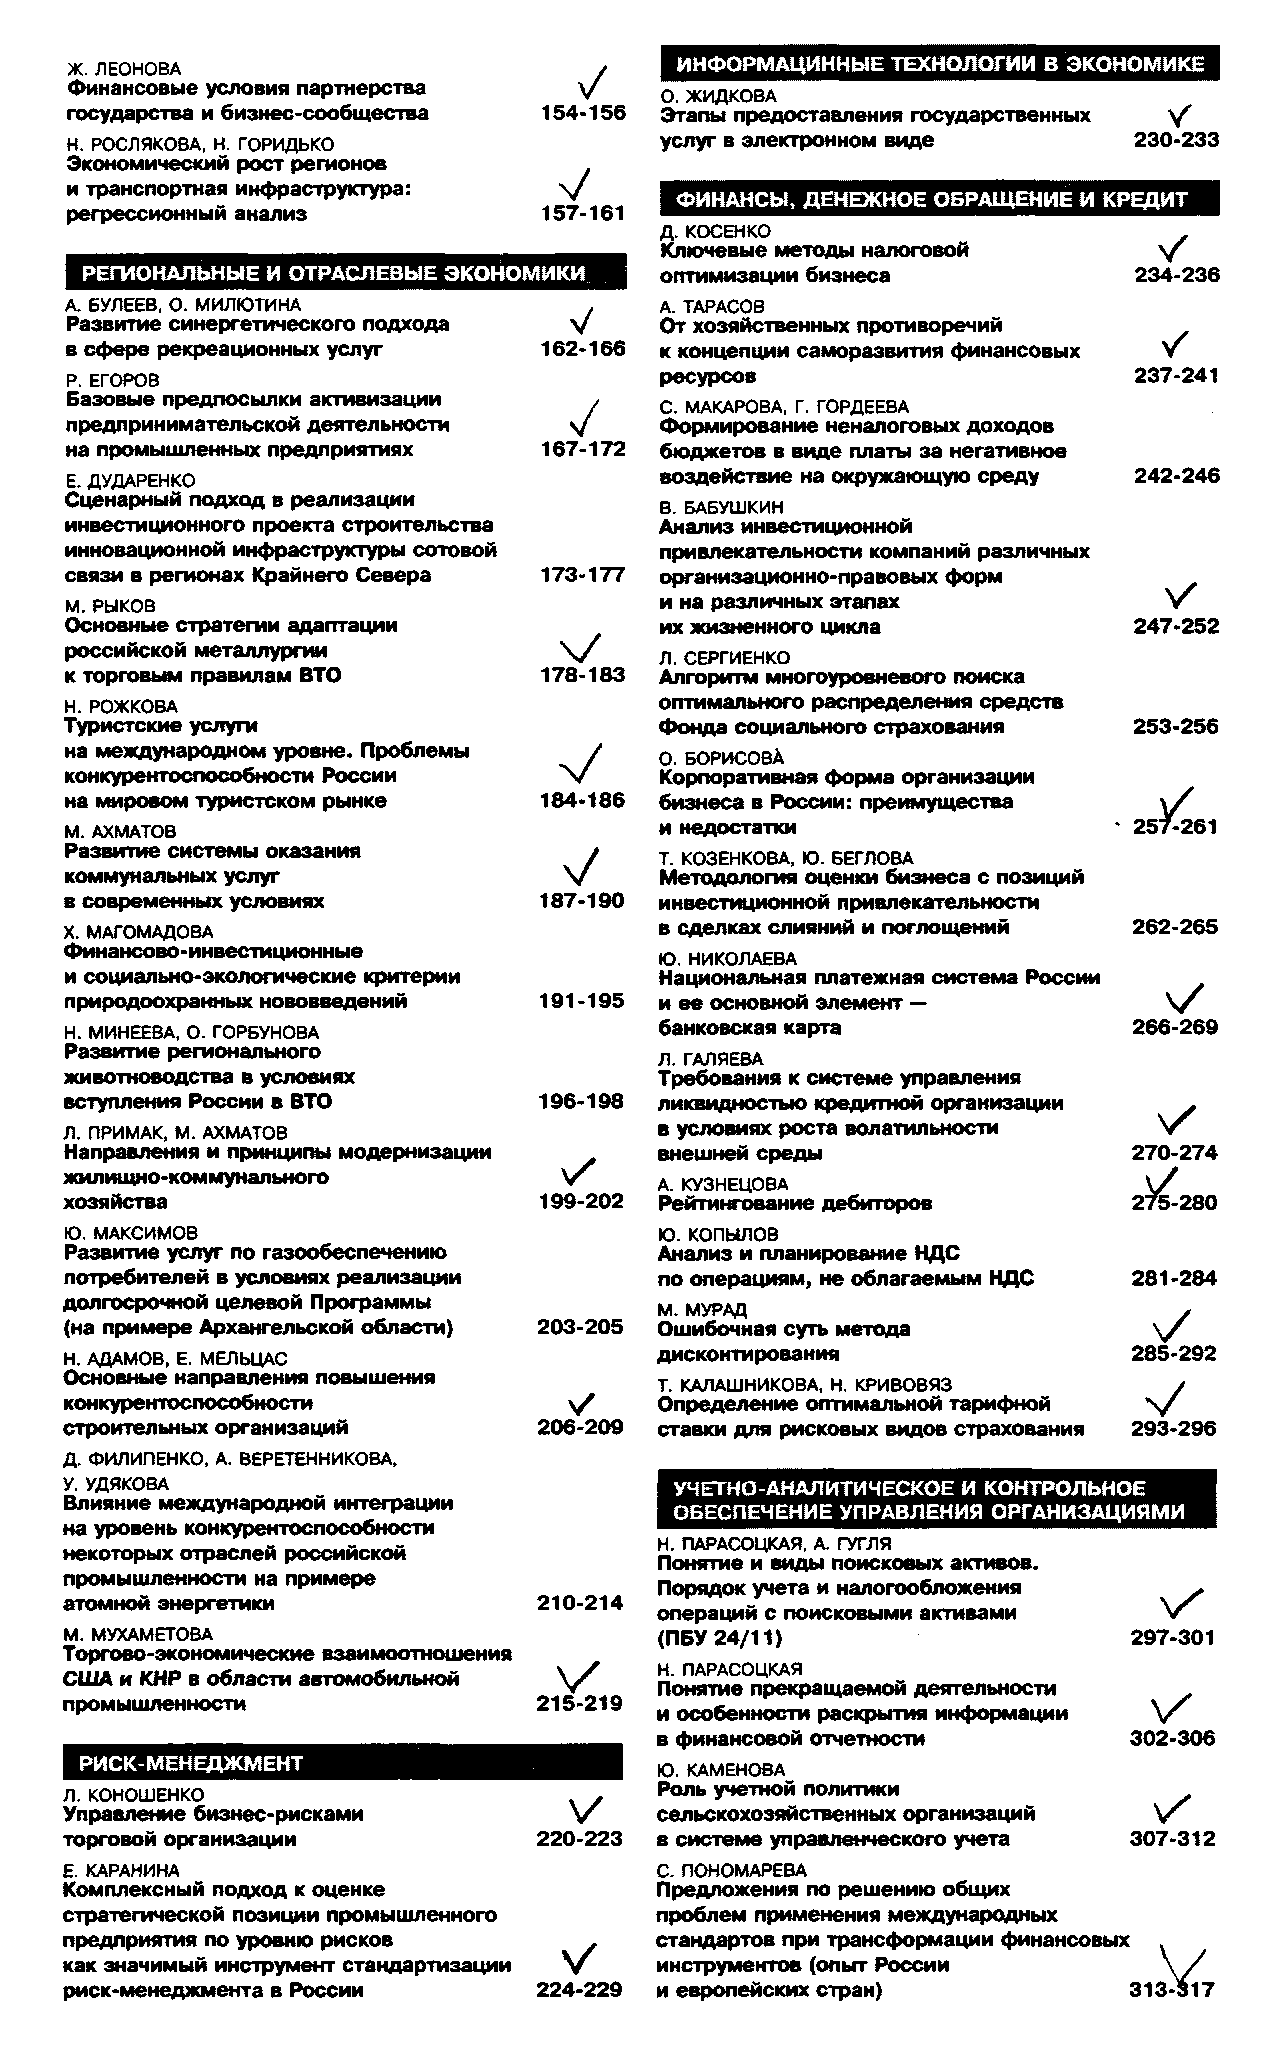 Ж. ЛЕОНОВА
Финансовые условия партнерства
государства и бизнес-сообщества 154-156
Н. РОСЛЯКОВА, Н. ГОРИДЬКО
Экономический рост регионов
и транспортная инфраструктура:
регрессионный анализ 157-161
РЕГИОНАЛЬНЫЕ И ОТРАСЛЕВЫЕ ЭКОНОМИКИ
А. БУЛЕЕВ, О. МИЛЮТИНА
Развитие синергетического подхода
в сфере рекреационных услуг 162-166
Р. ЕГОРОВ
Базовые предпосылки активизации
предпринимательской деятельности
на промышленных предприятиях 167-172
Е. ДУДАРЕНКО
Сценарный подход в реализации
инвестиционного проекта строительства
инновационной инфраструктуры сотовой
связи в регионах Крайнего Севера 173-177
М. РЫКОВ
Основные стратегии адаптации
российской металлургии
к торговым правилам ВТО 178-183
Н. РОЖКОВА
Туристские услуги
на международном уровне. Проблемы
конкурентоспособности России
на мировом туристском рынке 184-186
М. АХМАТОВ
Развитие системы оказания
коммунальных услуг
в современных условиях 187-190
Х. МАГОМАДОВА
Финансово-инвестиционные
и социально-экологические критерии
природоохранных нововведений 191-195
Н. МИНЕЕВА, О. ГОРБУНОВА
Развитие регионального
животноводства в условиях
вступления России в ВТО 196-198
Л. ПРИМАК, М. АХМАТОВ
Направления и принципы модернизации
жилищно-коммунального
хозяйства 199-202
Ю. МАКСИМОВ
Развитие услуг по газообеспечению
потребителей в условиях реализации
долгосрочной целевой Программы
(на примере Архангельской области) 203-205
Н. АДАМОВ, Е. МЕЛЬЦАС
Основные направления повышения
конкурентоспособности
строительных организаций 206-209
Д. ФИЛИПЕНКО, А. ВЕРЕТЕННИКОВА,
У. УДЯКОВА
Влияние международной интеграции
на уровень конкурентоспособности
некоторых отраслей российской
промышленности на примере
атомной энергетики 210-214
М. МУХАМЕТОВА
Торгово-экономические взаимоотношения
США и КНР в области автомобильной
промышленности 215-219
РИСК-МЕНЕДЖМЕНТ
Л. КОНОШЕНКО
Управление бизнес-рисками
торговой организации 220-223
Е. КАРАНИНА
Комплексный подход к оценке
стратегической позиции промышленного
предприятия по уровню рисков
как значимый инструмент стандартизации
риск-менеджмента в России 224-229
ИНФОРМАЦИННЫЕ ТЕХНОЛОГИИ В ЭКОНОМИКЕ
О. ЖИДКОВА
Этапы предоставления государственных
услуг в электронном виде 230-233
ФИНАНСЫ, ДЕНЕЖНОЕ ОБРАЩЕНИЕ И КРЕДИТ
Д. КОСЕНКО
Ключевые методы налоговой
оптимизации бизнеса 234-236
А. ТАРАСОВ
От хозяйственных противоречий
к концепции саморазвития финансовых
ресурсов 237-241
С. МАКАРОВА, Г. ГОРДЕЕВА
Формирование неналоговых доходов
бюджетов в виде платы за негативное
воздействие на окружающую среду 242-246
В. БАБУШКИН
Анализ инвестиционной
привлекательности компаний различных
организационно-правовых форм
и на различных этапах
их жизненного цикла 247-252
Л. СЕРГИЕНКО
Алгоритм многоуровневого поиска
оптимального распределения средств
Фонда социального страхования 253-256
О. БОРИСОВА
Корпоративная форма организации
бизнеса в России: преимущества
и недостатки 257-261
Т. КОЗЕНКОВА, Ю. БЕГЛОВА
Методология оценки бизнеса с позиций
инвестиционной привлекательности
в сделках слияний и поглощений 262-265
Ю. НИКОЛАЕВА
Национальная платежная система России
и ее основной элемент —
банковская карта 266-269
Л. ГАЛЯЕВА
Требования к системе управления
ликвидностью кредитной организации
в условиях роста волатильности
внешней среды 270-274
А. КУЗНЕЦОВА
Рейтингование дебиторов 275-280
Ю. КОПЫЛОВ
Анализ и планирование НДС
по операциям, не облагаемым НДС 281-284
М. МУРАД
Ошибочная суть метода
дисконтирования 285-292
Т. КАЛАШНИКОВА, Н. КРИВОВЯЗ
Определение оптимальной тарифной
ставки для рисковых видов страхования 293-296
УЧЕТНО-АНАЛИТИЧЕСКОЕ И КОНТРОЛЬНОЕ
ОБЕСПЕЧЕНИЕ УПРАВЛЕНИЯ ОРГАНИЗАЦИЯМИ
Н. ПАРАСОЦКАЯ, А. ГУГЛЯ
Понятие и виды поисковых активов.
Порядок учета и налогообложения
операций с поисковыми активами
(ПБУ 24/11) 297-301
Н. ПАРАСОЦКАЯ
Понятие прекращаемой деятельности
и особенности раскрытия информации
в финансовой отчетности 302-306
Ю. КАМЕНОВА
Роль учетной политики
сельскохозяйственных организаций
в системе управленческого учета 307-312
С. ПОНОМАРЕВА
Предложения по решению общих
проблем применения международных
стандартов при трансформации финансовых
инструментов (опыт России
и европейских стран) 313-317